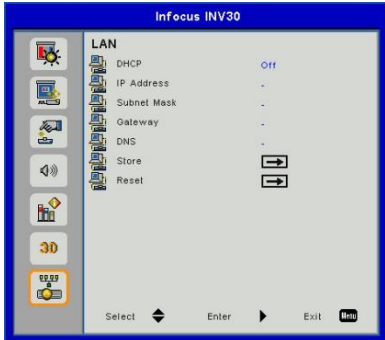 Infocus INV30
LAN
DHCP Off
IP Address -
Subnet Mask -
Gateway -
DNS -
Store
Reset
3D
Select Enter Exit Menu